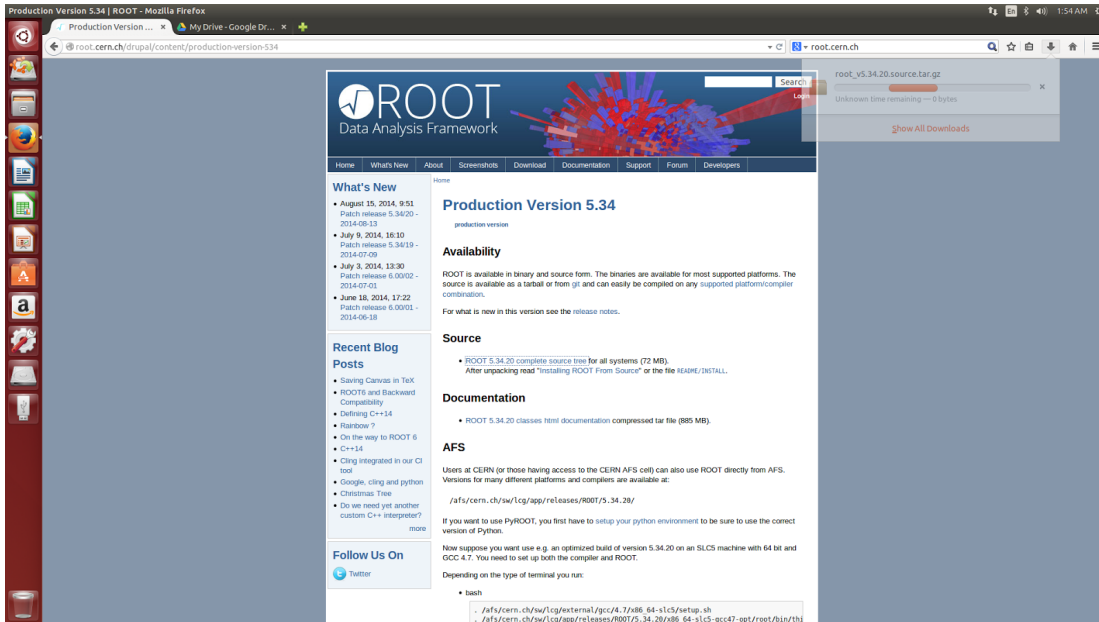 Production Version 5.34 | ROOT - Mozilla Firefox
En
1:54 AM
Production Version ... ×
My Drive - Google Dr... ×
root.cern.ch/drupal/content/production-version-534
root.cern.ch
root_v5.34.20.source.tar.gz
Unknown time remaining — 0 bytes
Show All Downloads
Search
Login
ROOT
Data Analysis Framework
Home What's New About Screenshots Download Documentation Support Forum Developers
What's New
• August 15, 2014, 9:51
Patch release 5.34/20 -
2014-08-13
• July 9, 2014, 16:10
Patch release 5.34/19 -
2014-07-09
• July 3, 2014, 13:30
Patch release 6.00/02 -
2014-07-01
• June 18, 2014, 17:22
Patch release 6.00/01 -
2014-06-18
Recent Blog
Posts
• Saving Canvas in TeX
• ROOT6 and Backward
Compatibility
• Defining C++14
• Rainbow ?
• On the way to ROOT 6
• C++14
• Cling integrated in our CI
tool
• Google, cling and python
• Christmas Tree
• Do we need yet another
custom C++ interpreter?
more
Follow Us On
Twitter
Home
Production Version 5.34
production version
Availability
ROOT is available in binary and source form. The binaries are available for most supported platforms. The
source is available as a tarball or from git and can easily be compiled on any supported platform/compiler
combination.
For what is new in this version see the release notes.
Source
• ROOT 5.34.20 complete source tree for all systems (72 MB).
After unpacking read "Installing ROOT From Source" or the file README/INSTALL.
Documentation
• ROOT 5.34.20 classes html documentation compressed tar file (885 MB).
AFS
Users at CERN (or those having access to the CERN AFS cell) can also use ROOT directly from AFS.
Versions for many different platforms and compilers are available at:
/afs/cern.ch/sw/lcg/app/releases/ROOT/5.34.20/
If you want to use PyROOT, you first have to setup your python environment to be sure to use the correct
version of Python.
Now suppose you want use e.g. an optimized build of version 5.34.20 on an SLC5 machine with 64 bit and
GCC 4.7. You need to set up both the compiler and ROOT.
Depending on the type of terminal you run:
• bash
. /afs/cern.ch/sw/lcg/external/gcc/4.7/x86_64-slc5/setup.sh
. /afs/cern.ch/sw/lcg/app/releases/ROOT/5.34.20/x86_64-slc5-gcc47-opt/root/bin/thi